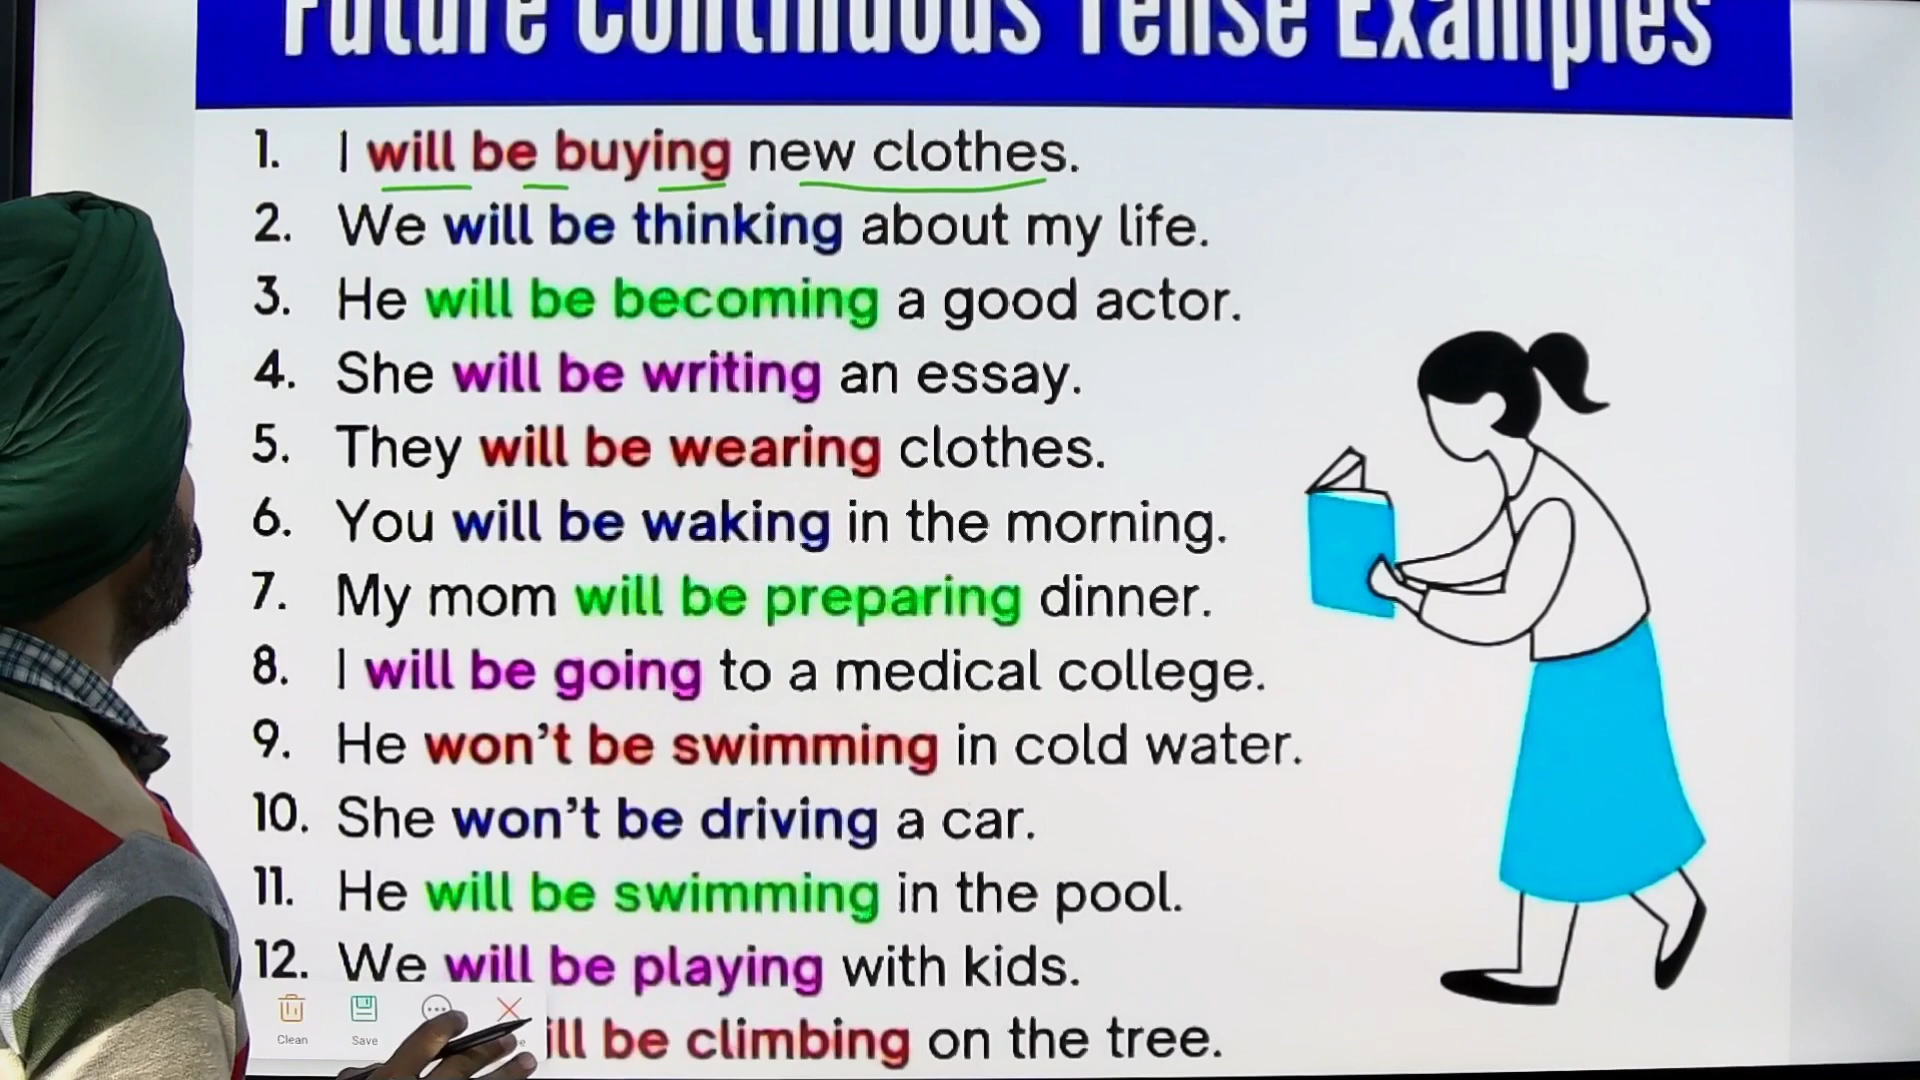 Future Continuous Tense Examples
1. I will be buying new clothes.
2. We will be thinking about my life.
3. He will be becoming a good actor.
4. She will be writing an essay.
5. They will be wearing clothes.
6. You will be waking in the morning.
7. My mom will be preparing dinner.
8. I will be going to a medical college.
9. He won't be swimming in cold water.
10. She won't be driving a car.
11. He will be swimming in the pool.
12. We will be playing with kids.
Clean Save
be climbing on the tree.